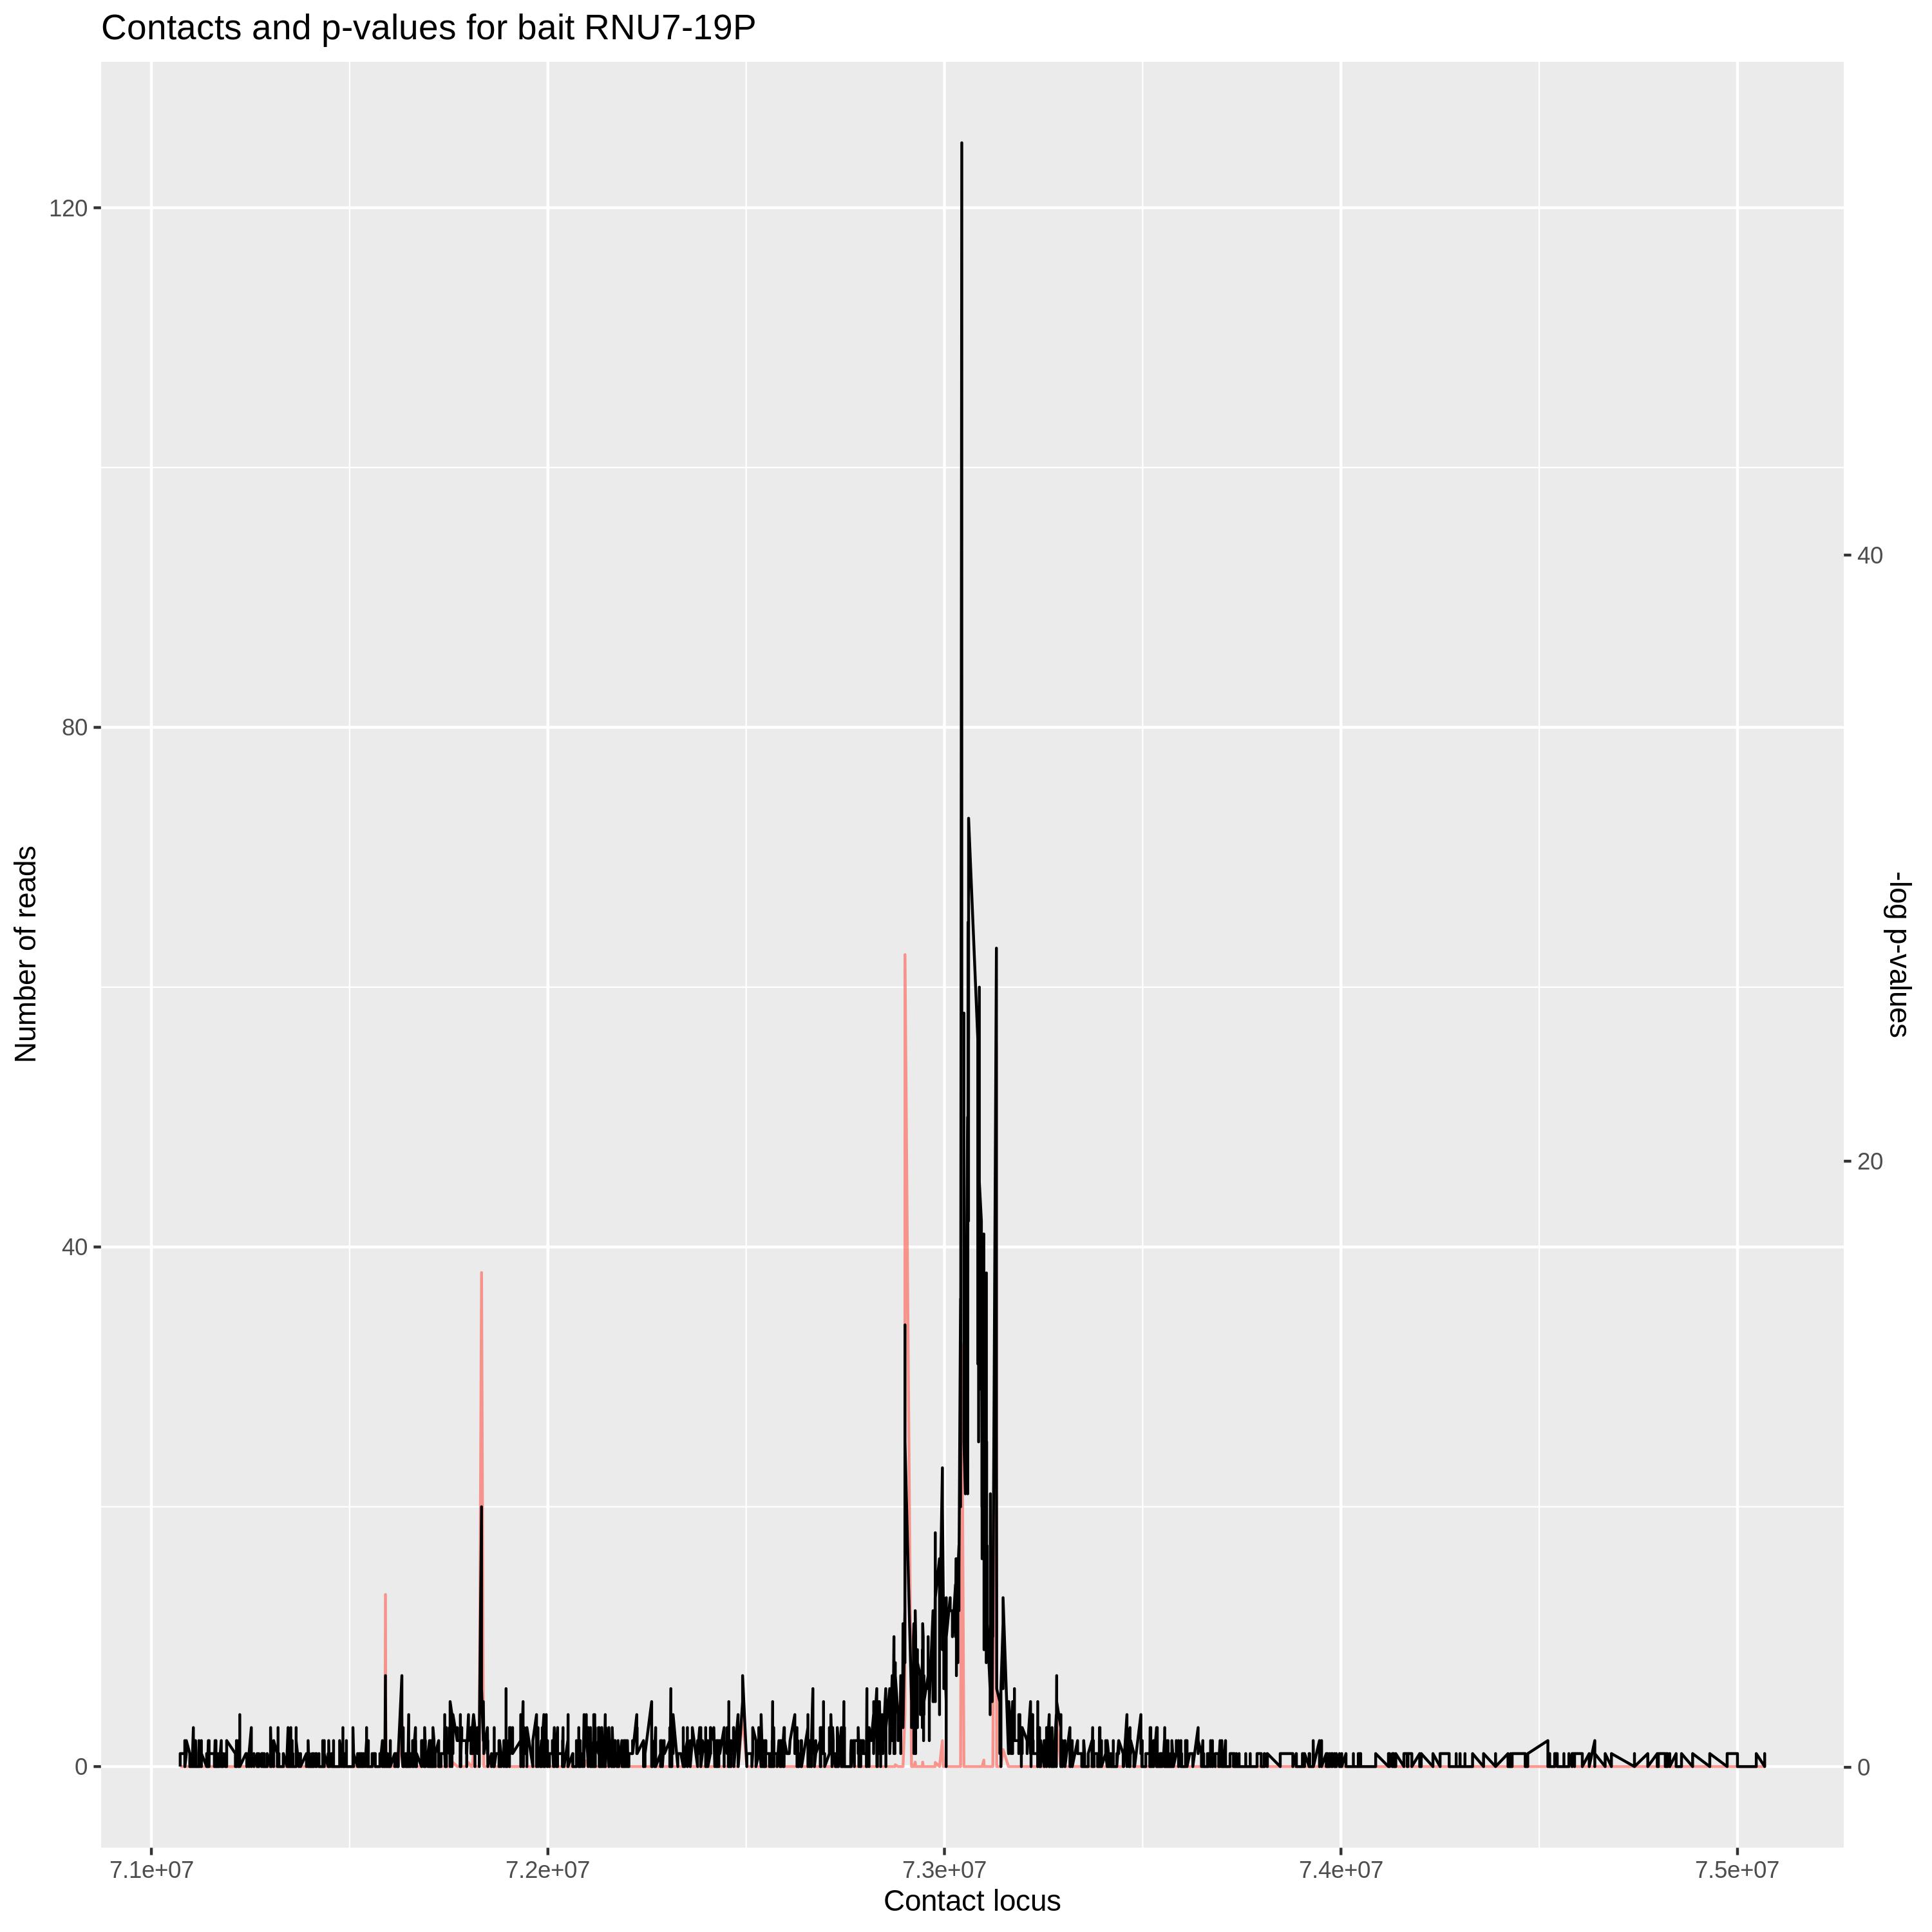 Contacts and p-values for bait RNU7-19P
120
80
40
0
Number of reads
40
20
0
-log p-values
7.1e+07 7.2e+07 7.3e+07 7.4e+07 7.5e+07
Contact locus